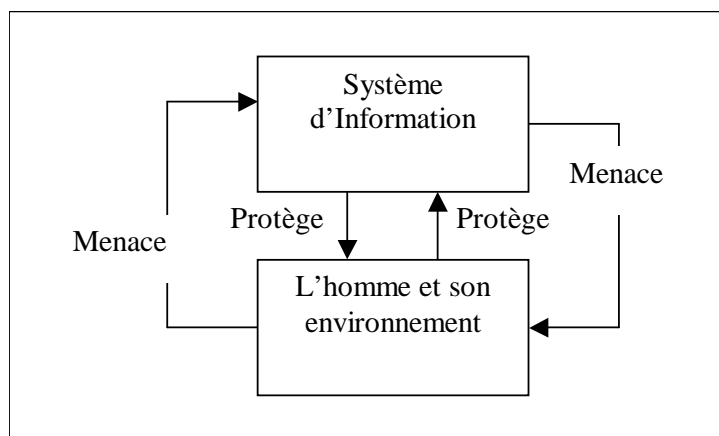 Système
d’Information
Menace
Protège
Protège
Menace
L’homme et son
environnement